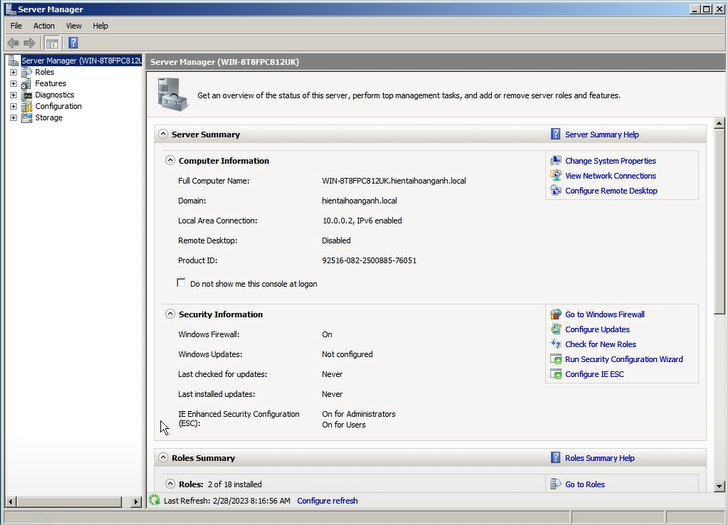 Server Manager
File Action View Help
Server Manager (WIN-8T8FPC812U
Roles
Features
Diagnostics
Configuration
Storage
Server Manager (WIN-8T8FPC812UK)
Get an overview of the status of this server, perform top management tasks, and add or remove server roles and features.
Server Summary
Server Summary Help
Computer Information
Full Computer Name: WIN-8T8FPC812UK.hientaihoanganh.local
Domain: hientaihoanganh.local
Local Area Connection: 10.0.0.2, IPv6 enabled
Remote Desktop: Disabled
Product ID: 92516-082-2500885-76051
Do not show me this console at logon
Change System Properties
View Network Connections
Configure Remote Desktop
Security Information
Windows Firewall: On
Windows Updates: Not configured
Last checked for updates: Never
Last installed updates: Never
IE Enhanced Security Configuration (ESC): On for Administrators
On for Users
Go to Windows Firewall
Configure Updates
Check for New Roles
Run Security Configuration Wizard
Configure IE ESC
Roles Summary
Roles Summary Help
Roles: 2 of 18 installed
Go to Roles
Last Refresh: 2/28/2023 8:16:56 AM Configure refresh